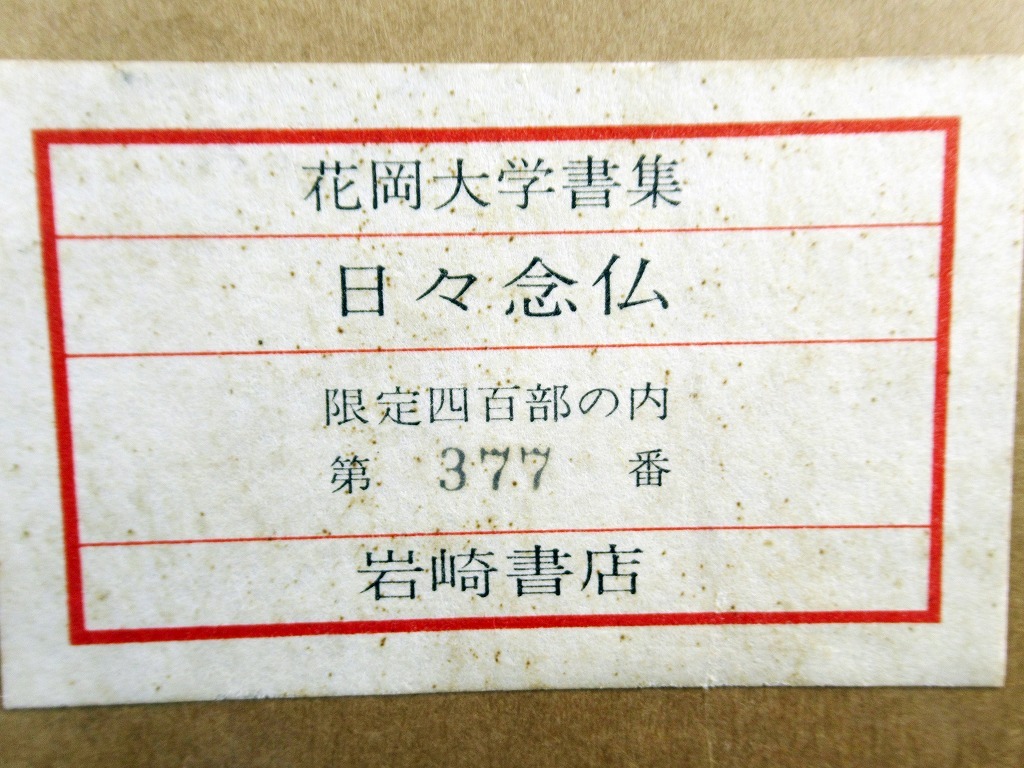 花岡大学書集
日々念仏
限定四百部の内
第 377 番
岩崎書店